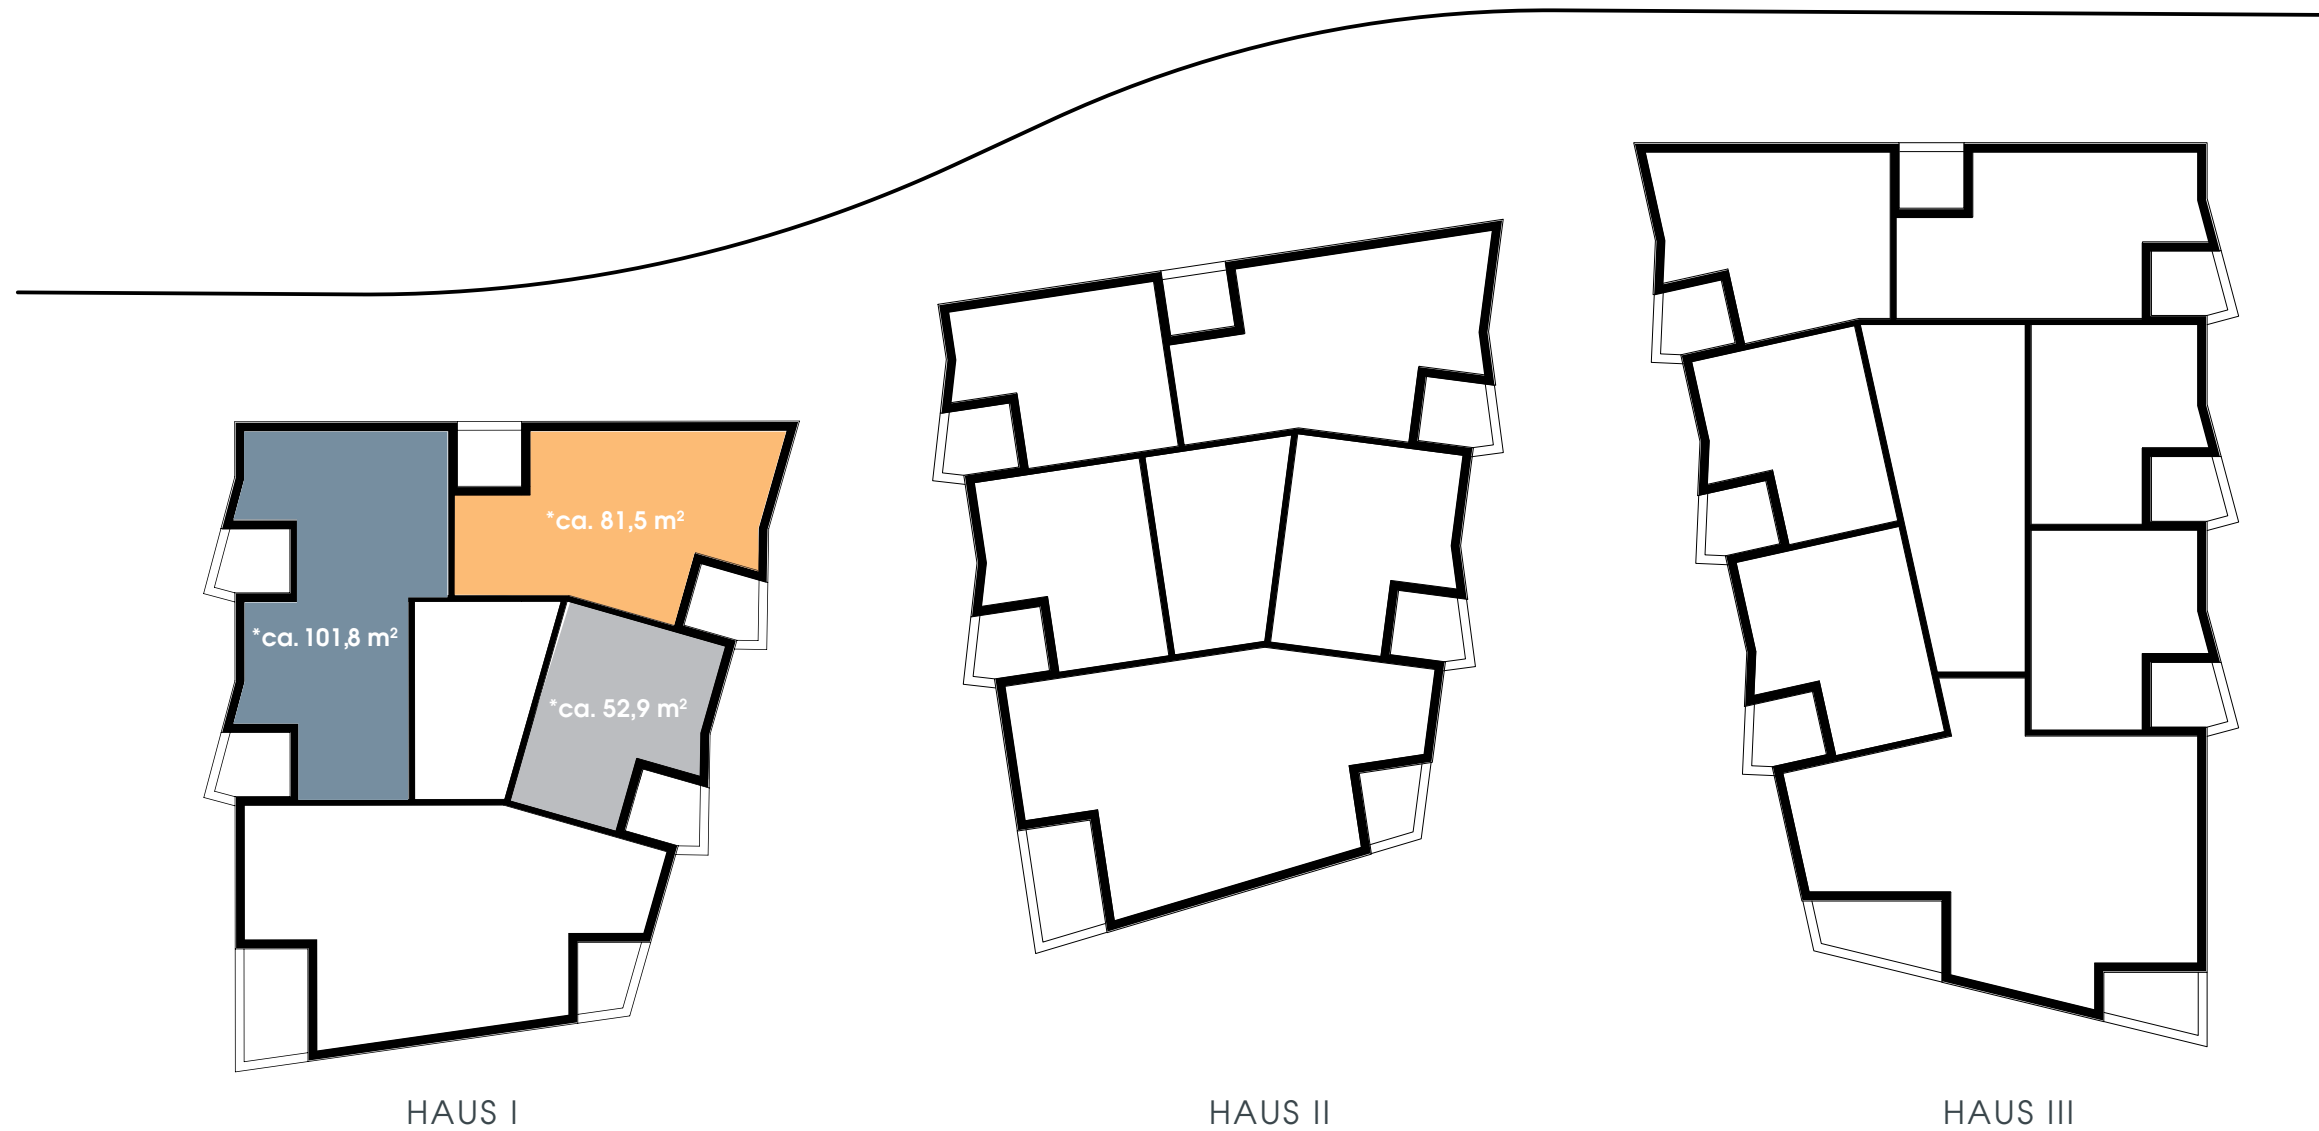 *ca. 81,5 m²
*ca. 101,8 m²
*ca. 52,9 m²
HAUS I
HAUS II
HAUS III